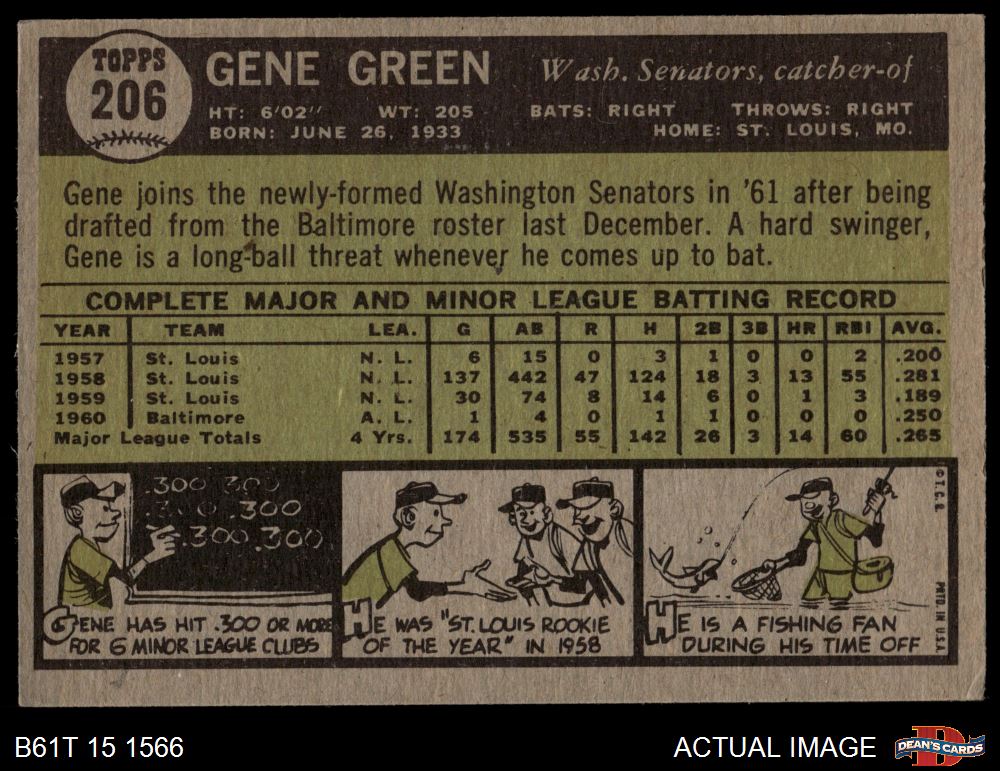 TOPPS
206
GENE GREEN
Wash. Senators, catcher-of
HT: 6'02" WT: 205 BATS: RIGHT THROWS: RIGHT
BORN: JUNE 26, 1933 HOME: ST. LOUIS, MO.
Gene joins the newly-formed Washington Senators in '61 after being
drafted from the Baltimore roster last December. A hard swinger,
Gene is a long-ball threat whenever he comes up to bat.
COMPLETE MAJOR AND MINOR LEAGUE BATTING RECORD
YEAR TEAM LEA. G AB R H 2B 3B HR RBI AVG.
1957 St. Louis N. L. 6 15 0 3 1 0 0 2 .200
1958 St. Louis N. L. 137 442 47 124 18 3 13 55 .281
1959 St. Louis N. L. 30 74 8 14 6 0 1 3 .189
1960 Baltimore A. L. 1 4 0 1 1 0 0 0 .250
Major League Totals 4 Yrs. 174 535 55 142 26 3 14 60 .265
.300 .300
.300
.300 .300
GENE HAS HIT .300 OR MORE
FOR 6 MINOR LEAGUE CLUBS
HE WAS "ST. LOUIS ROOKIE
OF THE YEAR" IN 1958
HE IS A FISHING FAN
DURING HIS TIME OFF
© T. C. G.
PRTD. IN U.S.A.
B61T 15 1566
ACTUAL IMAGE
DEAN'S CARDS